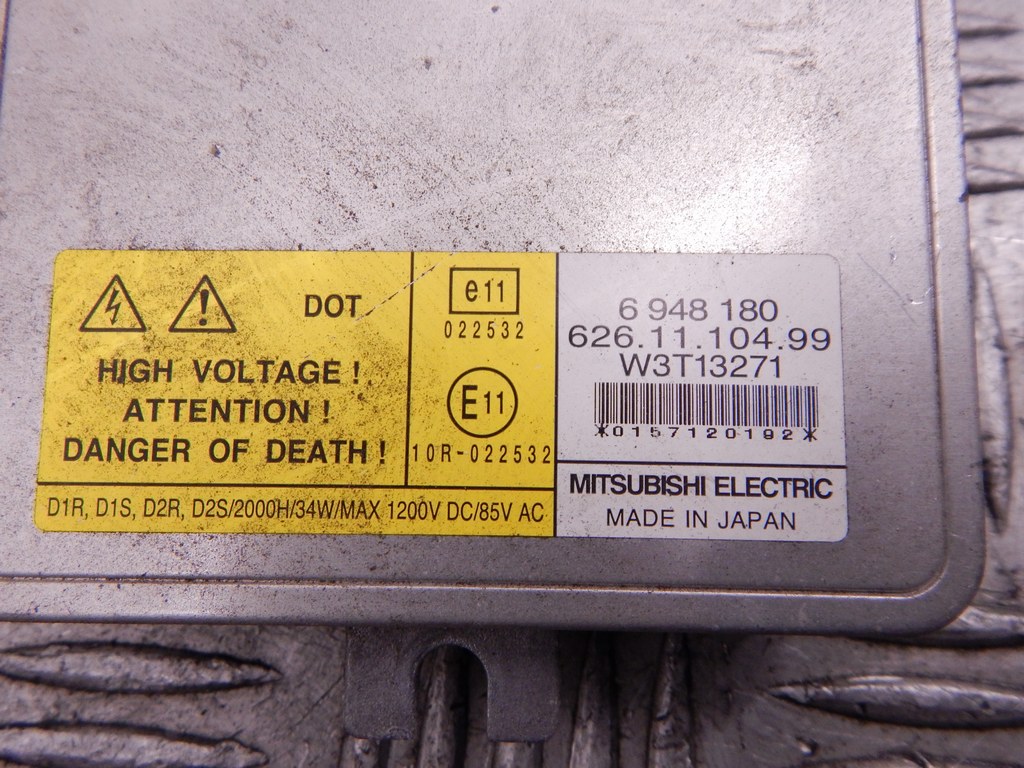 DOT
HIGH VOLTAGE !
ATTENTION !
DANGER OF DEATH !
e11
022532
E11
10R-022532
D1R, D1S, D2R, D2S/2000H/34W/MAX 1200V DC/85V AC
6 948 180
626.11.104.99
W3T13271
*0157120192*
MITSUBISHI ELECTRIC
MADE IN JAPAN